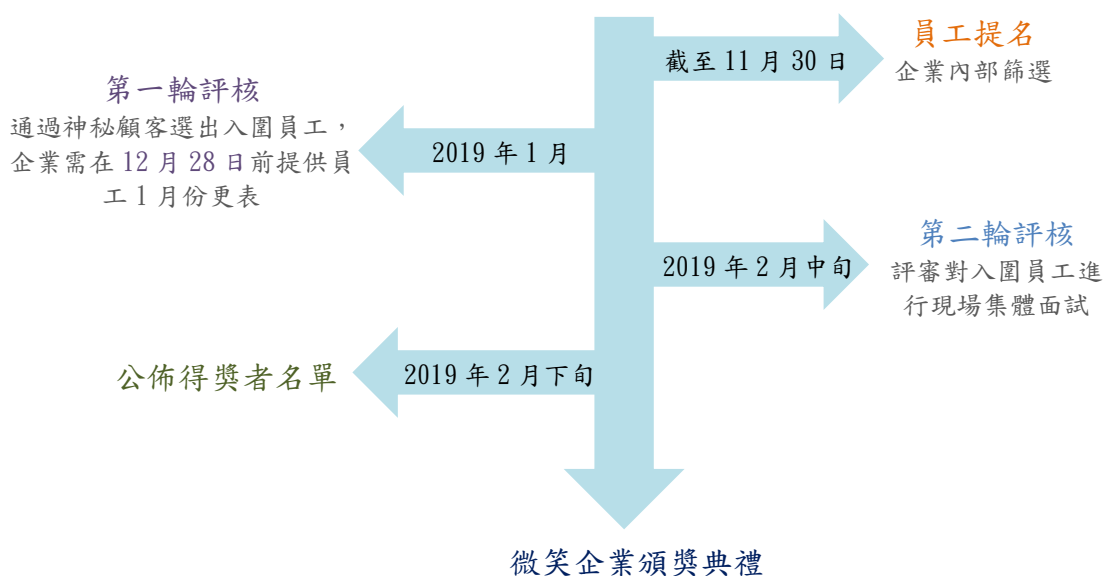 員工提名
截至 11 月 30 日
企業內部篩選
第一輪評核
通過神秘顧客選出入圍員工，
企業需在 12 月 28 日前提供員
工 1 月份更表
2019 年 1 月
第二輪評核
2019 年 2 月中旬
評審對入圍員工進
行現場集體面試
公佈得獎者名單
2019 年 2 月下旬
微笑企業頒獎典禮